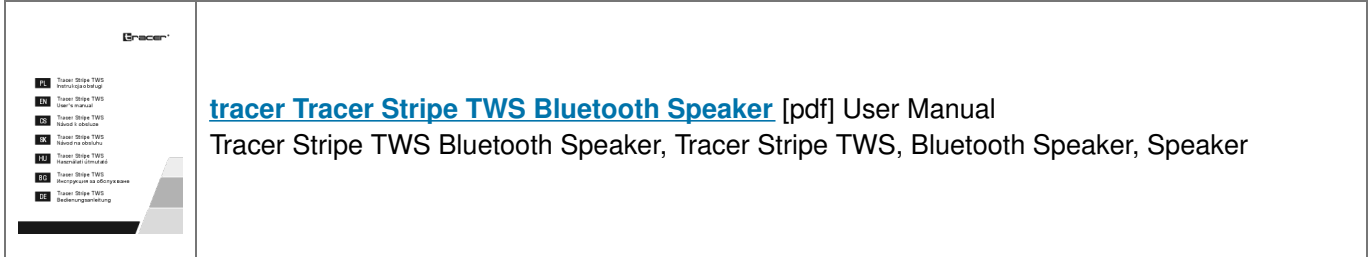 tracer
PL Tracer Stripe TWS
Instrukcja obsługi
EN Tracer Stripe TWS
User's manual
CS Tracer Stripe TWS
Návod k obsluze
SK Tracer Stripe TWS
Návod na obsluhu
HU Tracer Stripe TWS
Használati útmutató
BG Tracer Stripe TWS
Инструкция за обслужване
DE Tracer Stripe TWS
Bedienungsanleitung
tracer Tracer Stripe TWS Bluetooth Speaker [pdf] User Manual
Tracer Stripe TWS Bluetooth Speaker, Tracer Stripe TWS, Bluetooth Speaker, Speaker